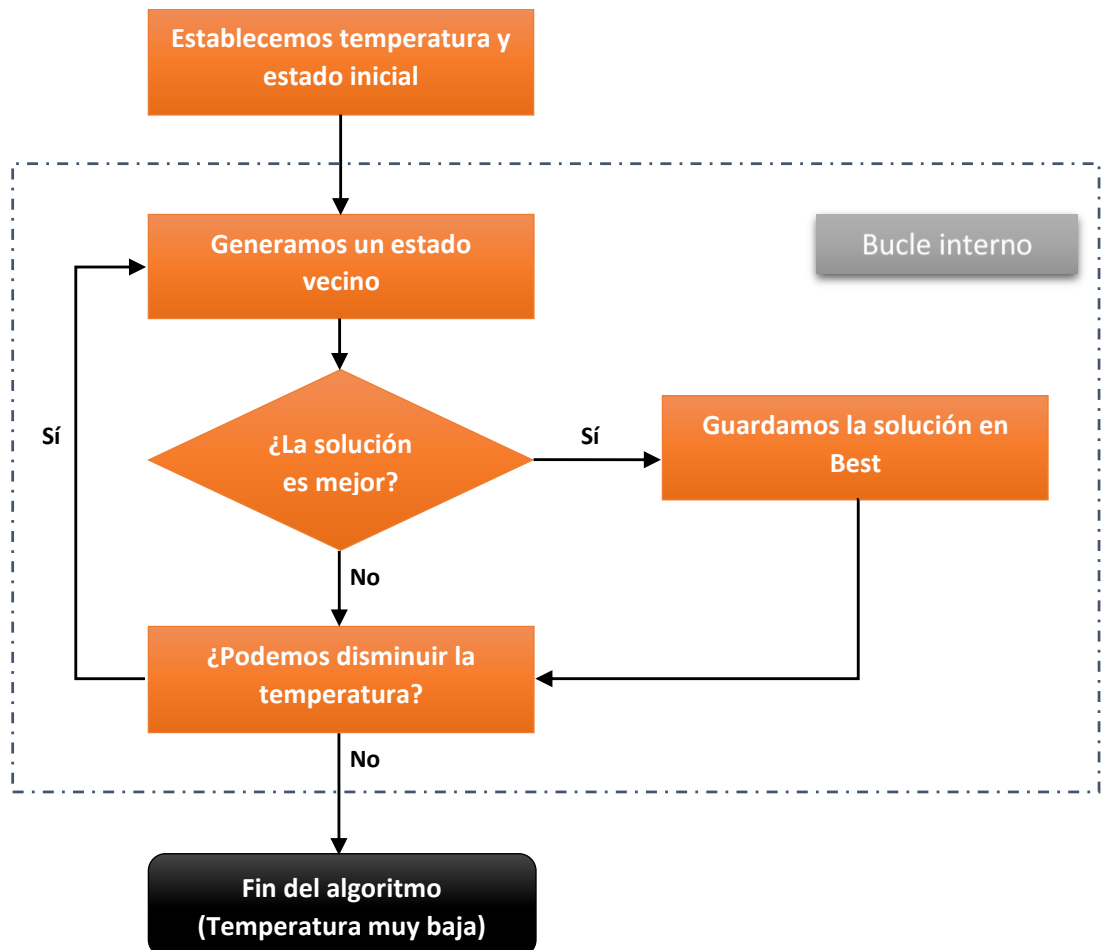 Establecemos temperatura y
estado inicial
Generamos un estado
vecino
Bucle interno
Sí
¿La solución
es mejor?
Sí
Guardamos la solución en
Best
No
¿Podemos disminuir la
temperatura?
No
Fin del algoritmo
(Temperatura muy baja)